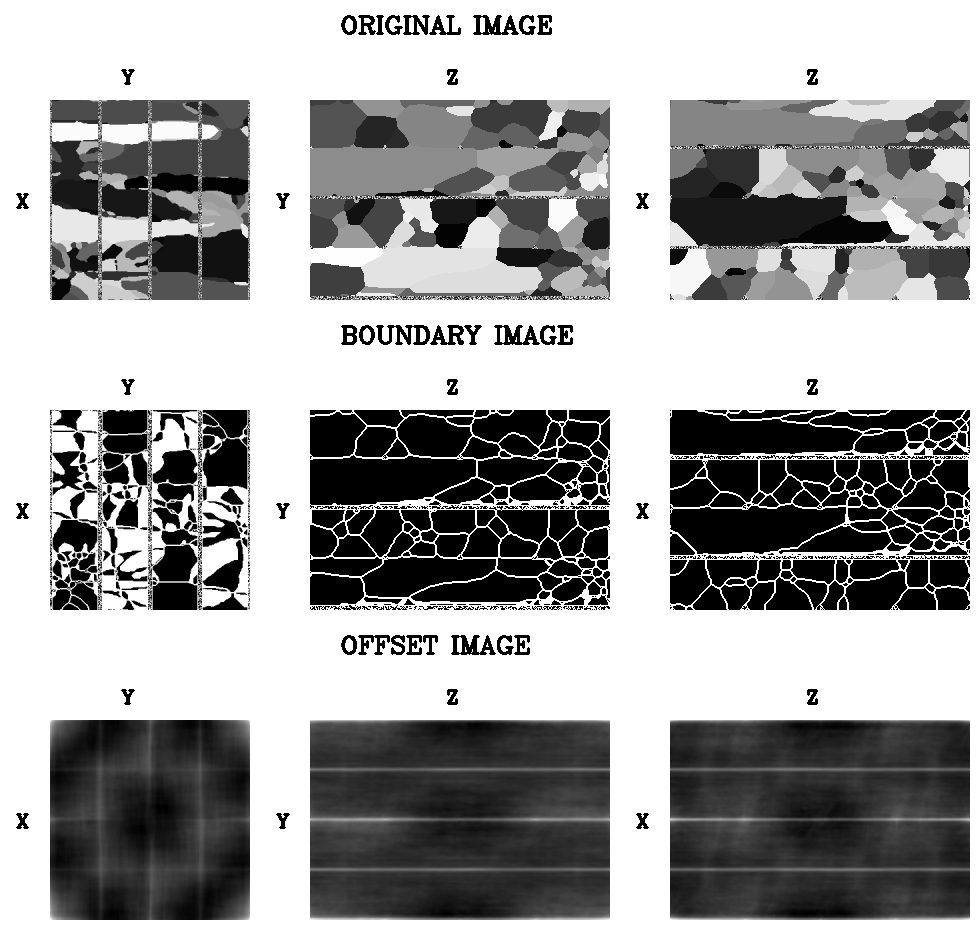 ORIGINAL IMAGE
Y Z Z
X Y X
BOUNDARY IMAGE
Y Z Z
X Y X
OFFSET IMAGE
Y Z Z
X Y X